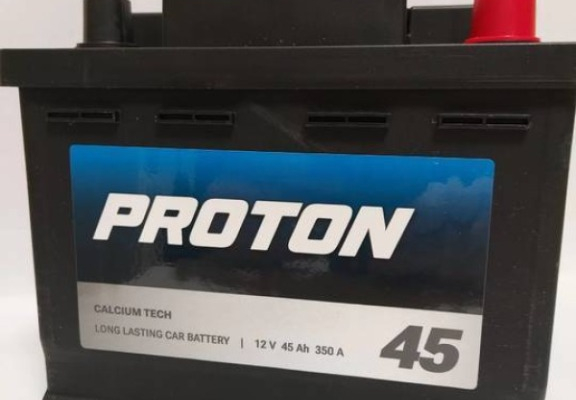 PROTON
CALCIUM TECH
LONG LASTING CAR BATTERY | 12 V 45 Ah 350 A
45